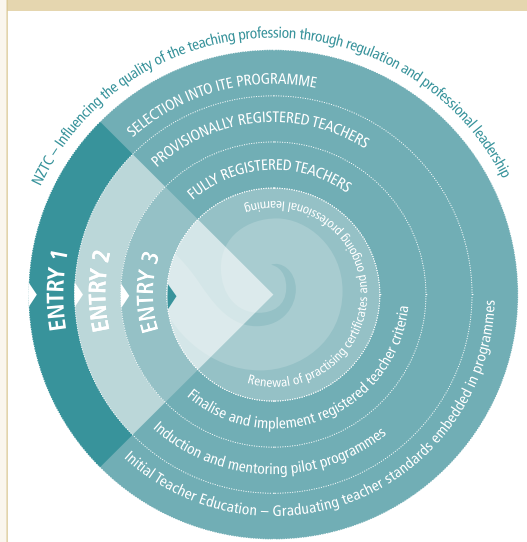 NZTC – Influencing the quality of the teaching profession through regulation and professional leadership
SELECTION INTO ITE PROGRAMME
PROVISIONALLY REGISTERED TEACHERS
FULLY REGISTERED TEACHERS
ENTRY 1
ENTRY 2
ENTRY 3
Renewal of practising certificates and ongoing professional learning
Finalise and implement registered teacher criteria
Induction and mentoring pilot programmes
Initial Teacher Education – Graduating teacher standards embedded in programmes